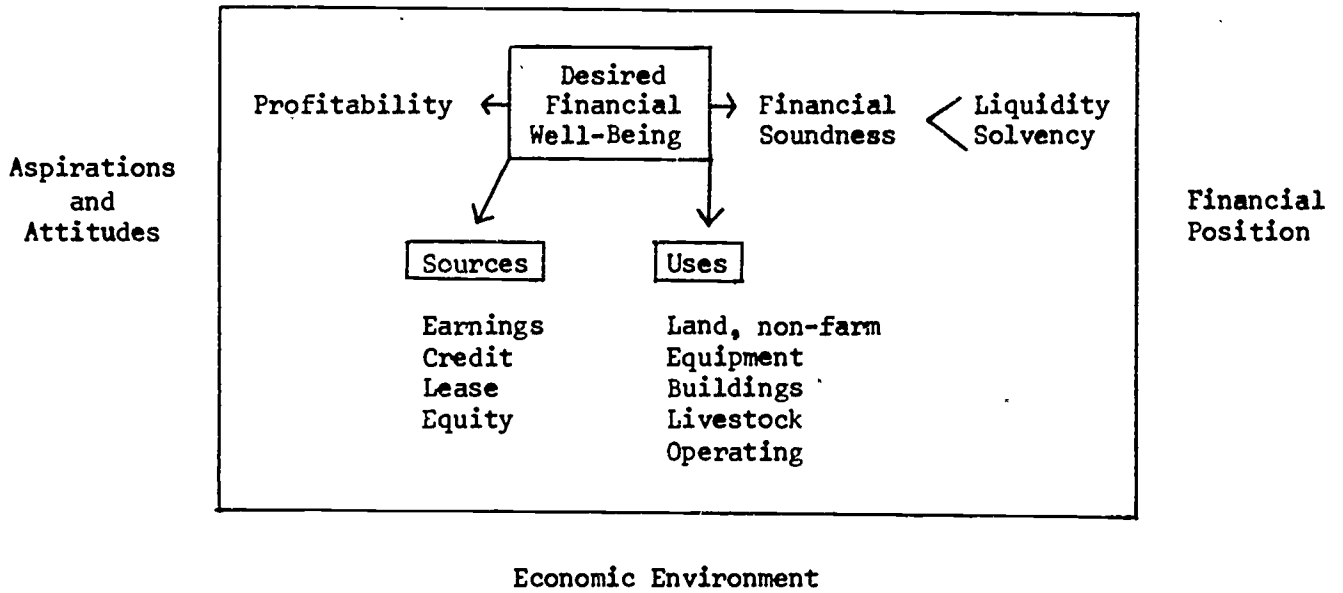 Desired
Financial
Well-Being
Profitability
Financial
Soundness
Liquidity
Solvency
Aspirations
and
Attitudes
Financial
Position
Sources
Uses
Earnings
Credit
Lease
Equity
Land, non-farm
Equipment
Buildings
Livestock
Operating
Economic Environment